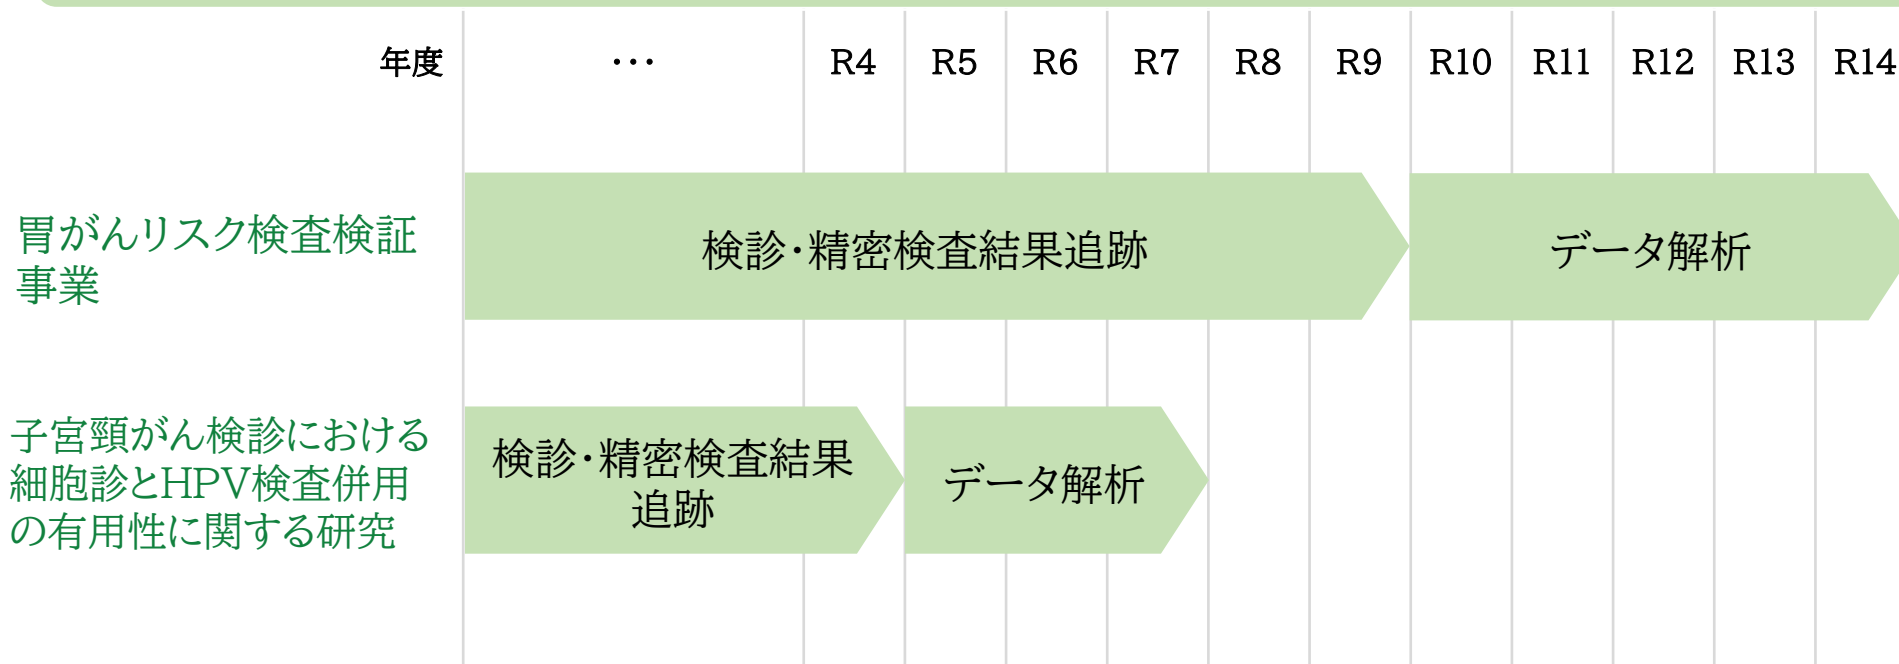 年度 ･･･ R4 R5 R6 R7 R8 R9 R10 R11 R12 R13 R14
胃がんリスク検査検証
事業
検診・精密検査結果追跡
データ解析
子宮頸がん検診における
細胞診とHPV検査併用
の有用性に関する研究
検診・精密検査結果
追跡
データ解析